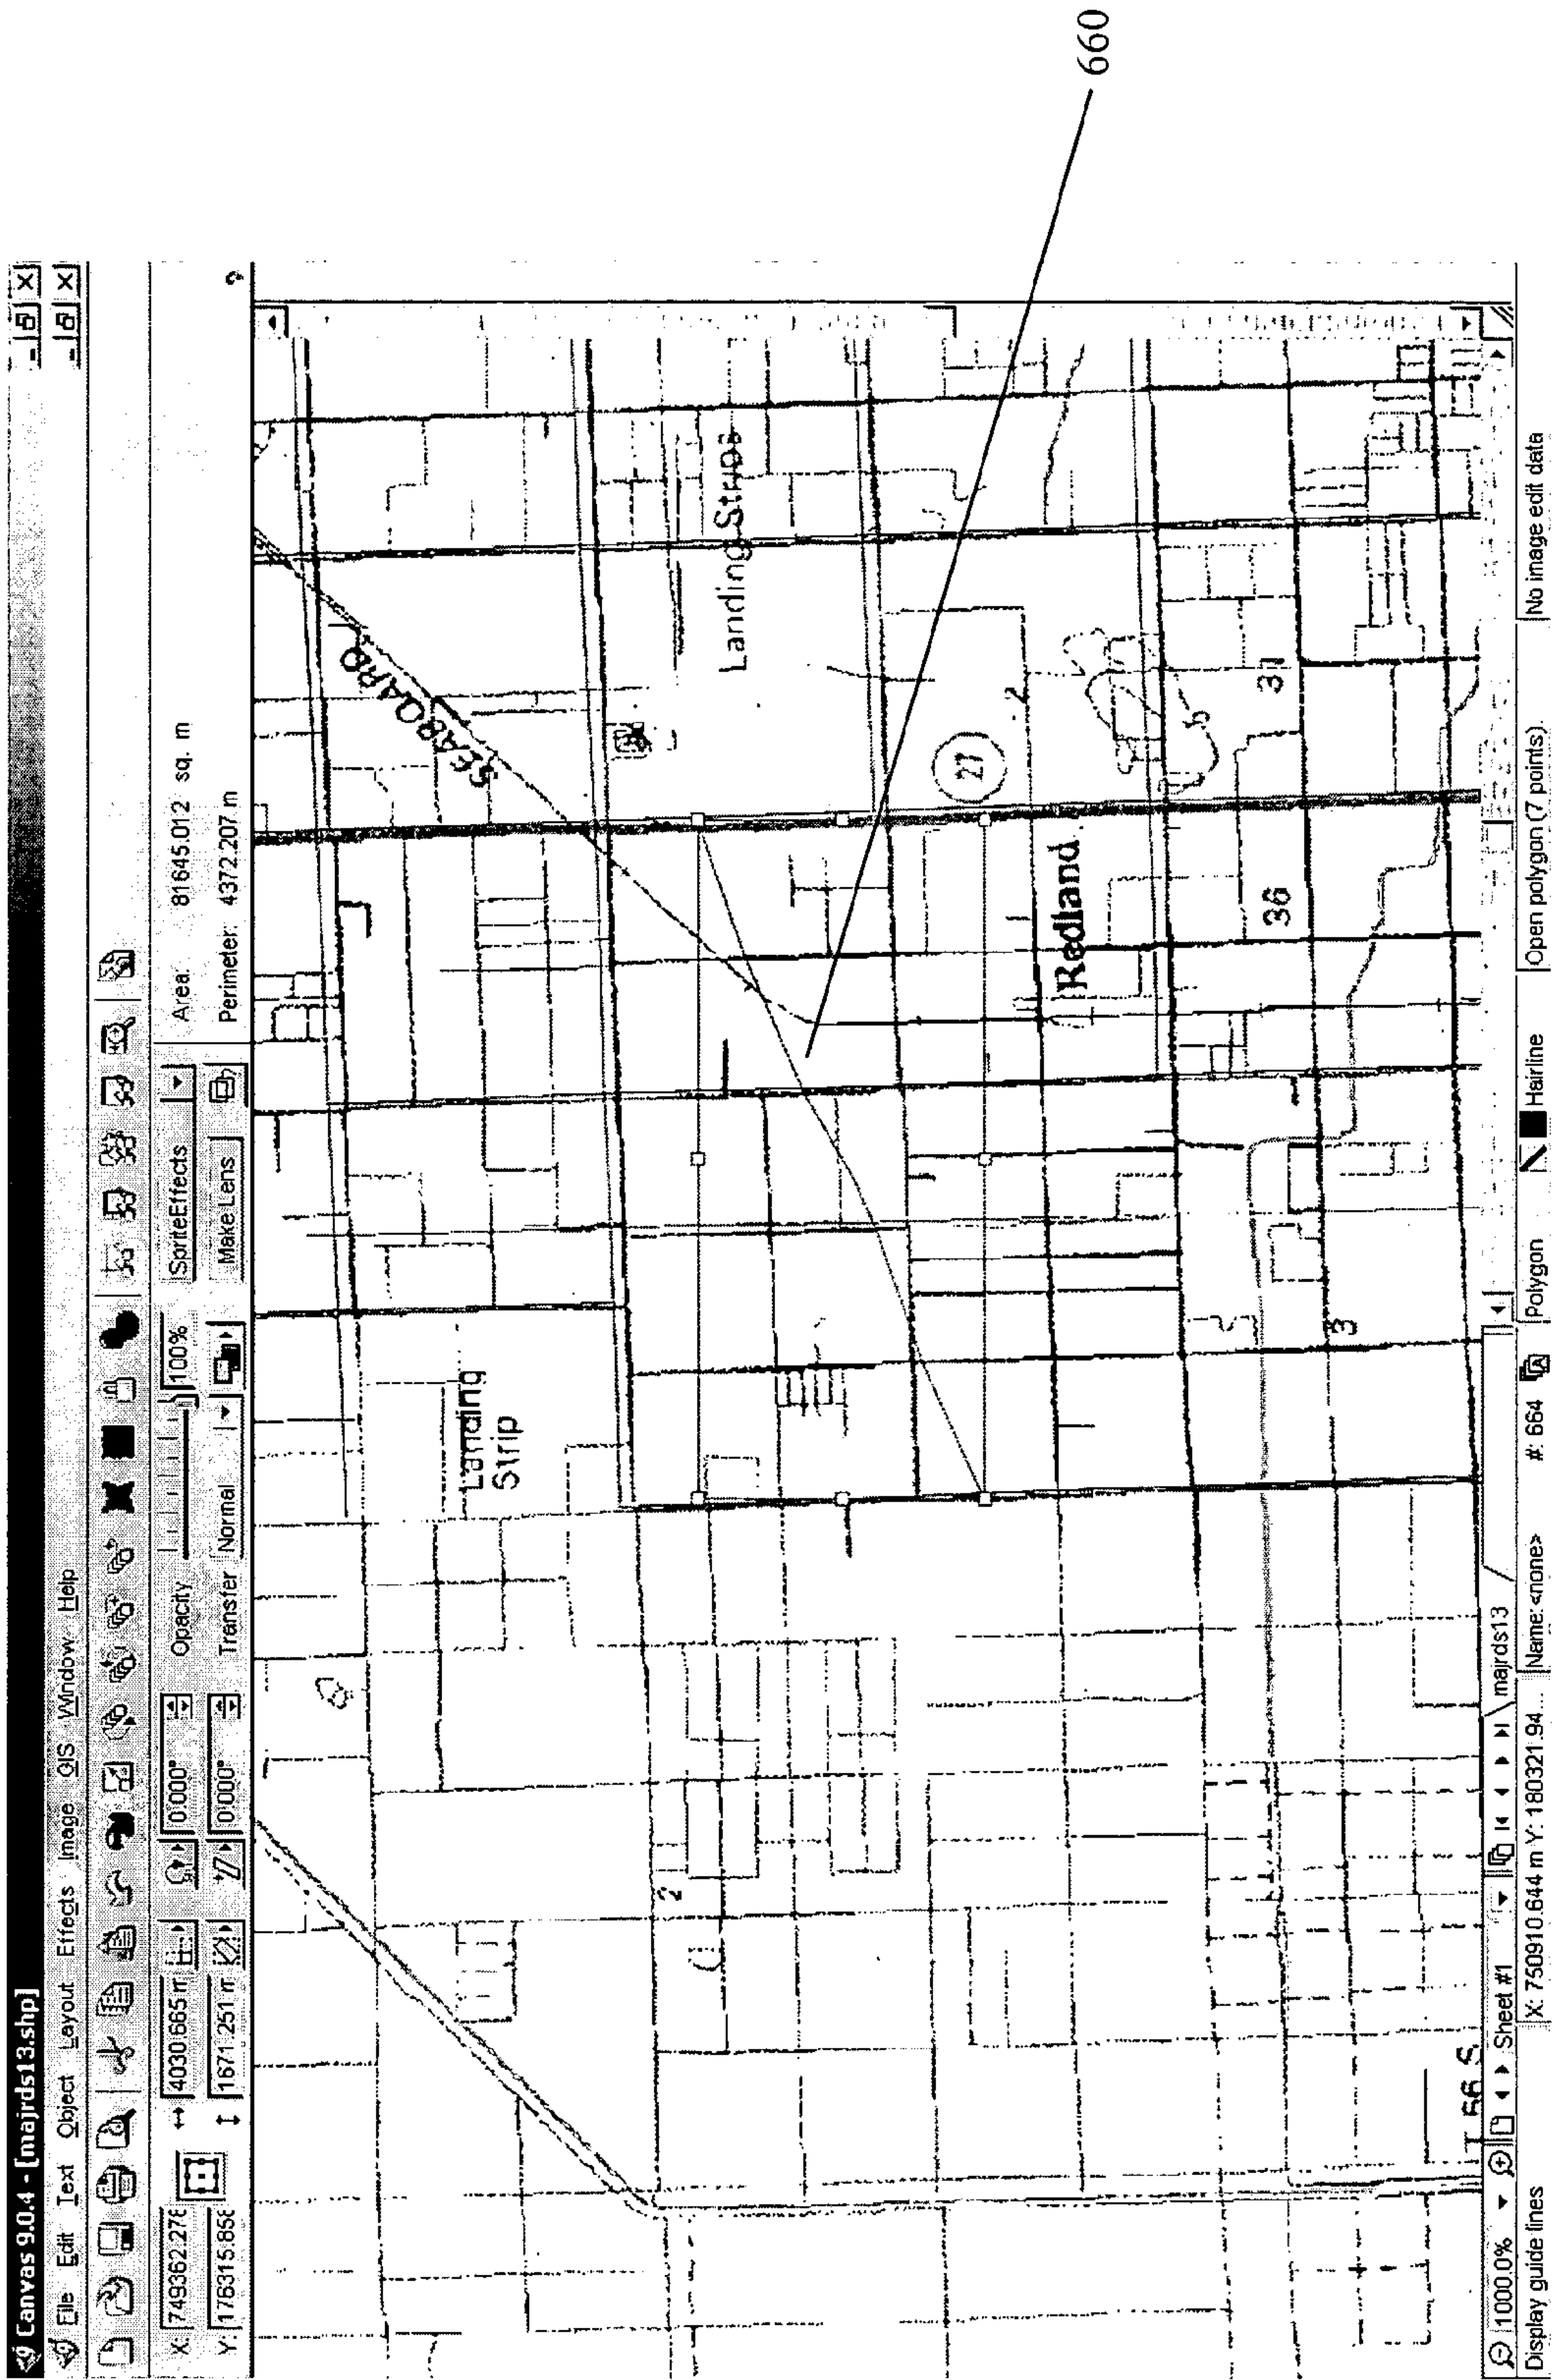 Canvas 9.0.4 - [majrds13.shp]
File Edit Text Object Layout Effects Image GIS Window Help
X: 749362.276 4030.665 m 0.000° Opacity 100% SpriteEffects Area: 81645.012 sq. m
Y: 176315.858 1671.251 m 0.000° Transfer Normal Make Lens Perimeter: 4372.207 m
SEABOARD
Landing
Strip
Landing Strips
2
27
2
Redland
36
31
3
T 56 S
660
1000.0% Sheet #1 majrds13
Display guide lines X: 750910.644 m Y: 180321.94... Name: <none> #: 664 Polygon Hairline Open polygon (7 points) No image edit data